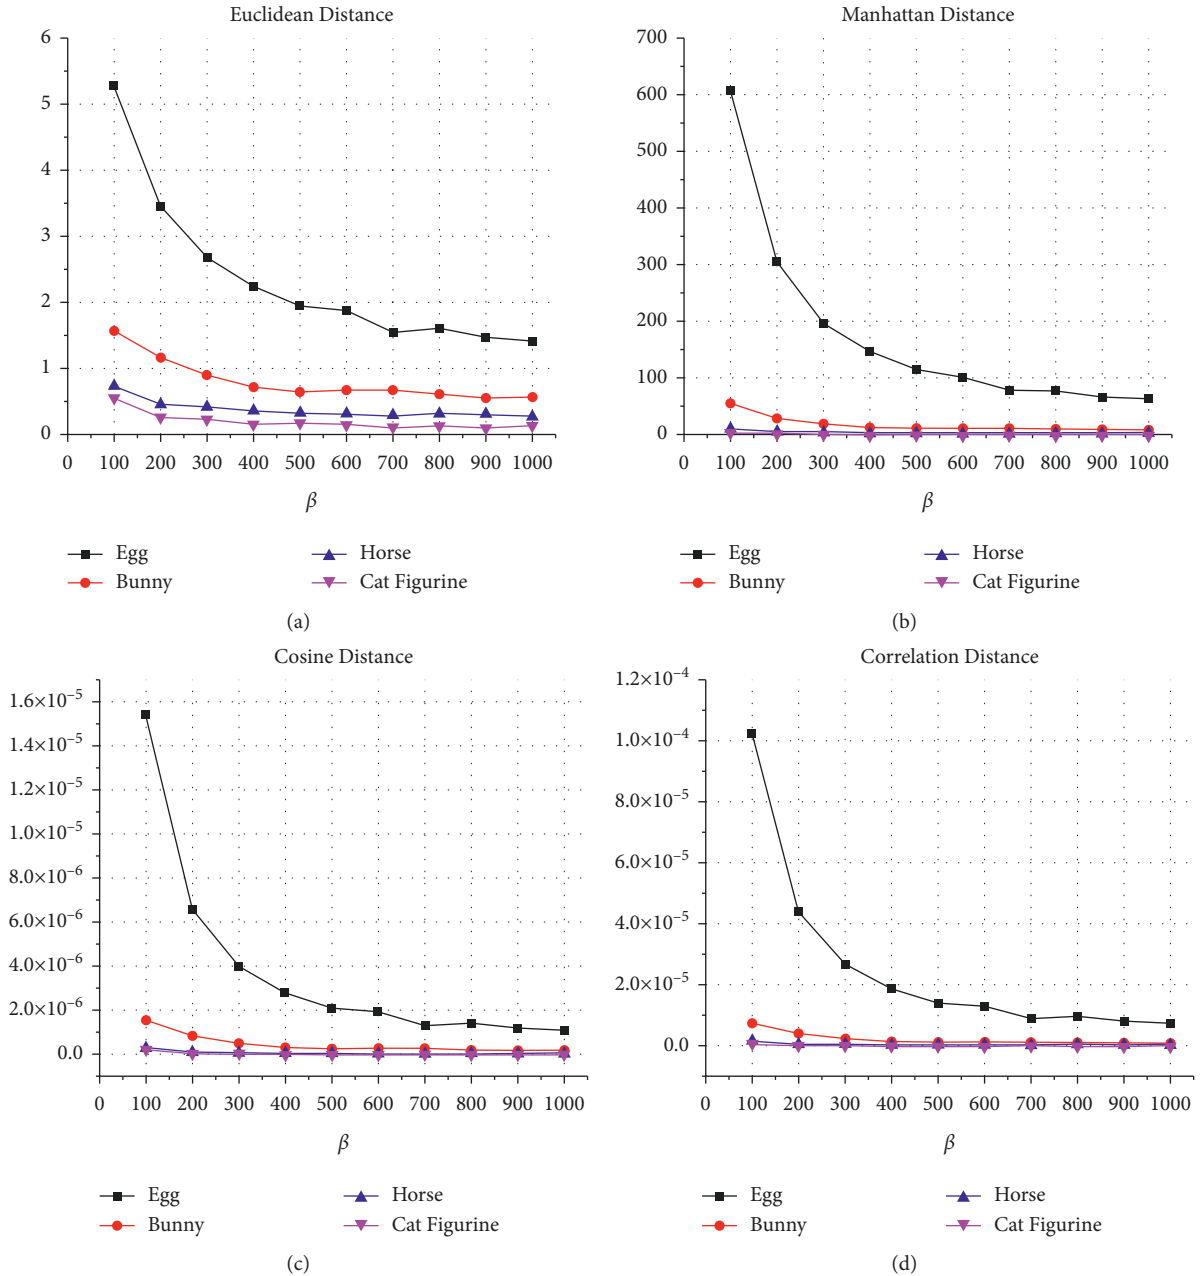 Euclidean Distance
6
5
4
3
2
1
0
0 100 200 300 400 500 600 700 800 900 1000
β
Egg
Bunny
Horse
Cat Figurine
(a)
Manhattan Distance
700
600
500
400
300
200
100
0
0 100 200 300 400 500 600 700 800 900 1000
β
Egg
Bunny
Horse
Cat Figurine
(b)
Cosine Distance
1.6×10⁻⁵
1.4×10⁻⁵
1.2×10⁻⁵
1.0×10⁻⁵
8.0×10⁻⁶
6.0×10⁻⁶
4.0×10⁻⁶
2.0×10⁻⁶
0.0
0 100 200 300 400 500 600 700 800 900 1000
β
Egg
Bunny
Horse
Cat Figurine
(c)
Correlation Distance
1.2×10⁻⁴
1.0×10⁻⁴
8.0×10⁻⁵
6.0×10⁻⁵
4.0×10⁻⁵
2.0×10⁻⁵
0.0
0 100 200 300 400 500 600 700 800 900 1000
β
Egg
Bunny
Horse
Cat Figurine
(d)